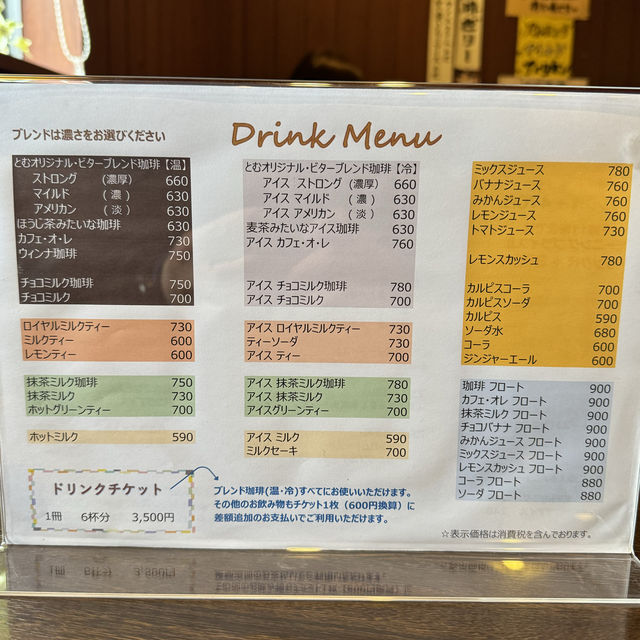 ブレンドは濃さをお選びください
Drink Menu
とむオリジナル・ビターブレンド珈琲【温】
ストロング (濃厚) 660
マイルド (濃) 630
アメリカン (淡) 630
ほうじ茶みたいな珈琲 630
カフェ・オ・レ 730
ウィンナ珈琲 750
チョコミルク珈琲 750
チョコミルク 700
ロイヤルミルクティー 730
ミルクティー 600
レモンティー 600
抹茶ミルク珈琲 750
抹茶ミルク 730
ホットグリーンティー 700
ホットミルク 590
とむオリジナル・ビターブレンド珈琲【冷】
アイス ストロング (濃厚) 660
アイス マイルド (濃) 630
アイス アメリカン (淡) 630
麦茶みたいなアイス珈琲 630
アイス カフェ・オ・レ 760
アイス チョコミルク珈琲 780
アイス チョコミルク 700
アイス ロイヤルミルクティー 730
ティーソーダ 730
アイス ティー 700
アイス 抹茶ミルク珈琲 780
アイス 抹茶ミルク 730
アイスグリーンティー 700
アイス ミルク 590
ミルクセーキ 700
ミックスジュース 780
バナナジュース 760
みかんジュース 760
レモンジュース 760
トマトジュース 730
レモンスカッシュ 780
カルピスコーラ 700
カルピスソーダ 700
カルピス 590
ソーダ水 680
コーラ 600
ジンジャーエール 600
珈琲 フロート 900
カフェ・オレ フロート 900
抹茶ミルク フロート 900
チョコバナナ フロート 900
みかんジュース フロート 900
ミックスジュース フロート 900
レモンスカッシュ フロート 900
コーラ フロート 880
ソーダ フロート 880
ドリンクチケット
1冊 6杯分 3,500円
ブレンド珈琲(温・冷)すべてにお使いいただけます。
その他のお飲み物もチケット1枚（600円換算）に
差額追加のお支払いでご利用いただけます。
☆表示価格は消費税を含んでおります。